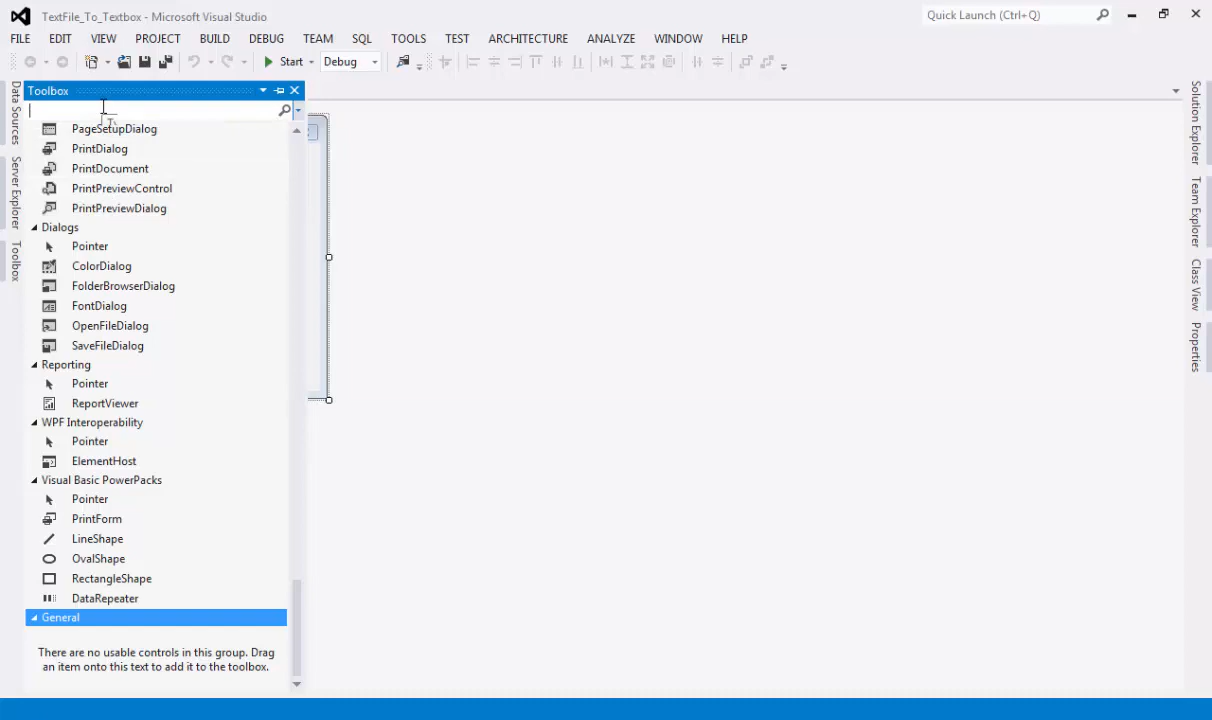 TextFile_To_Textbox - Microsoft Visual Studio
Quick Launch (Ctrl+Q)
FILE EDIT VIEW PROJECT BUILD DEBUG TEAM SQL TOOLS TEST ARCHITECTURE ANALYZE WINDOW HELP
Start Debug
Data Sources
Server Explorer
Toolbox
Toolbox
PageSetupDialog
PrintDialog
PrintDocument
PrintPreviewControl
PrintPreviewDialog
Dialogs
Pointer
ColorDialog
FolderBrowserDialog
FontDialog
OpenFileDialog
SaveFileDialog
Reporting
Pointer
ReportViewer
WPF Interoperability
Pointer
ElementHost
Visual Basic PowerPacks
Pointer
PrintForm
LineShape
OvalShape
RectangleShape
DataRepeater
General
There are no usable controls in this group. Drag
an item onto this text to add it to the toolbox.
Solution Explorer
Team Explorer
Class View
Properties